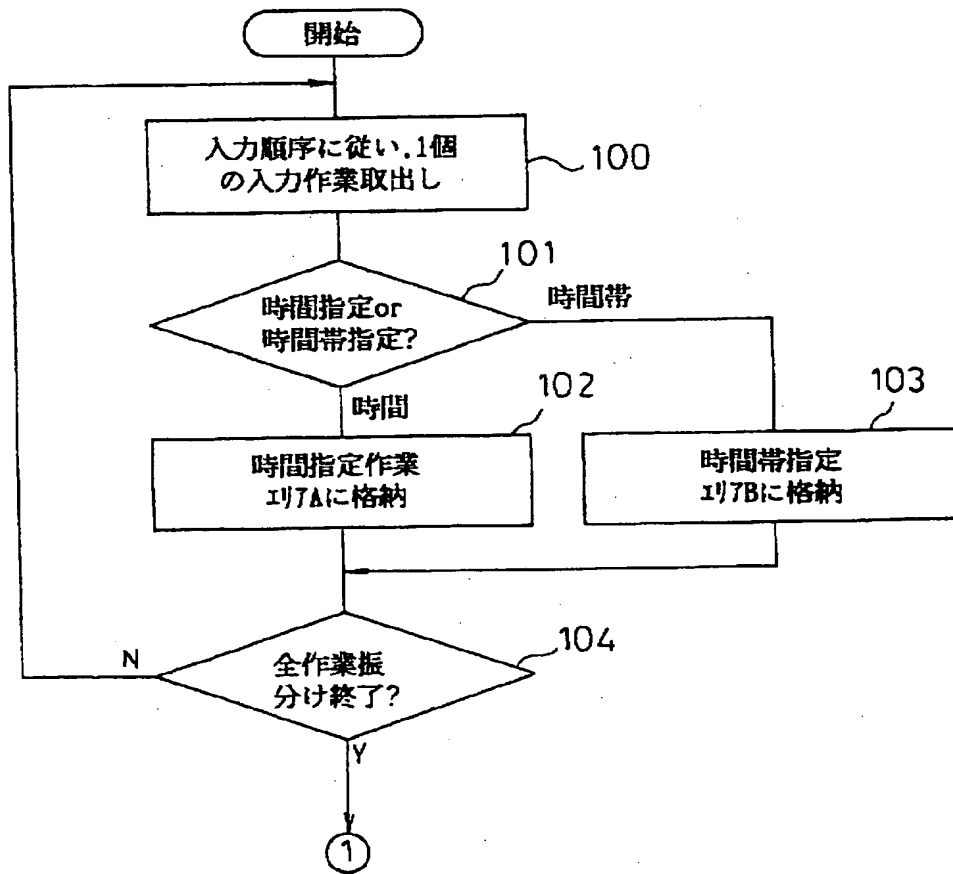 開始
入力順序に従い,1個
の入力作業取出し
100
101
時間指定or
時間帯指定?
時間帯
時間
102
時間指定作業
エリアAに格納
103
時間帯指定
エリアBに格納
104
全作業振
分け終了?
N
Y
1